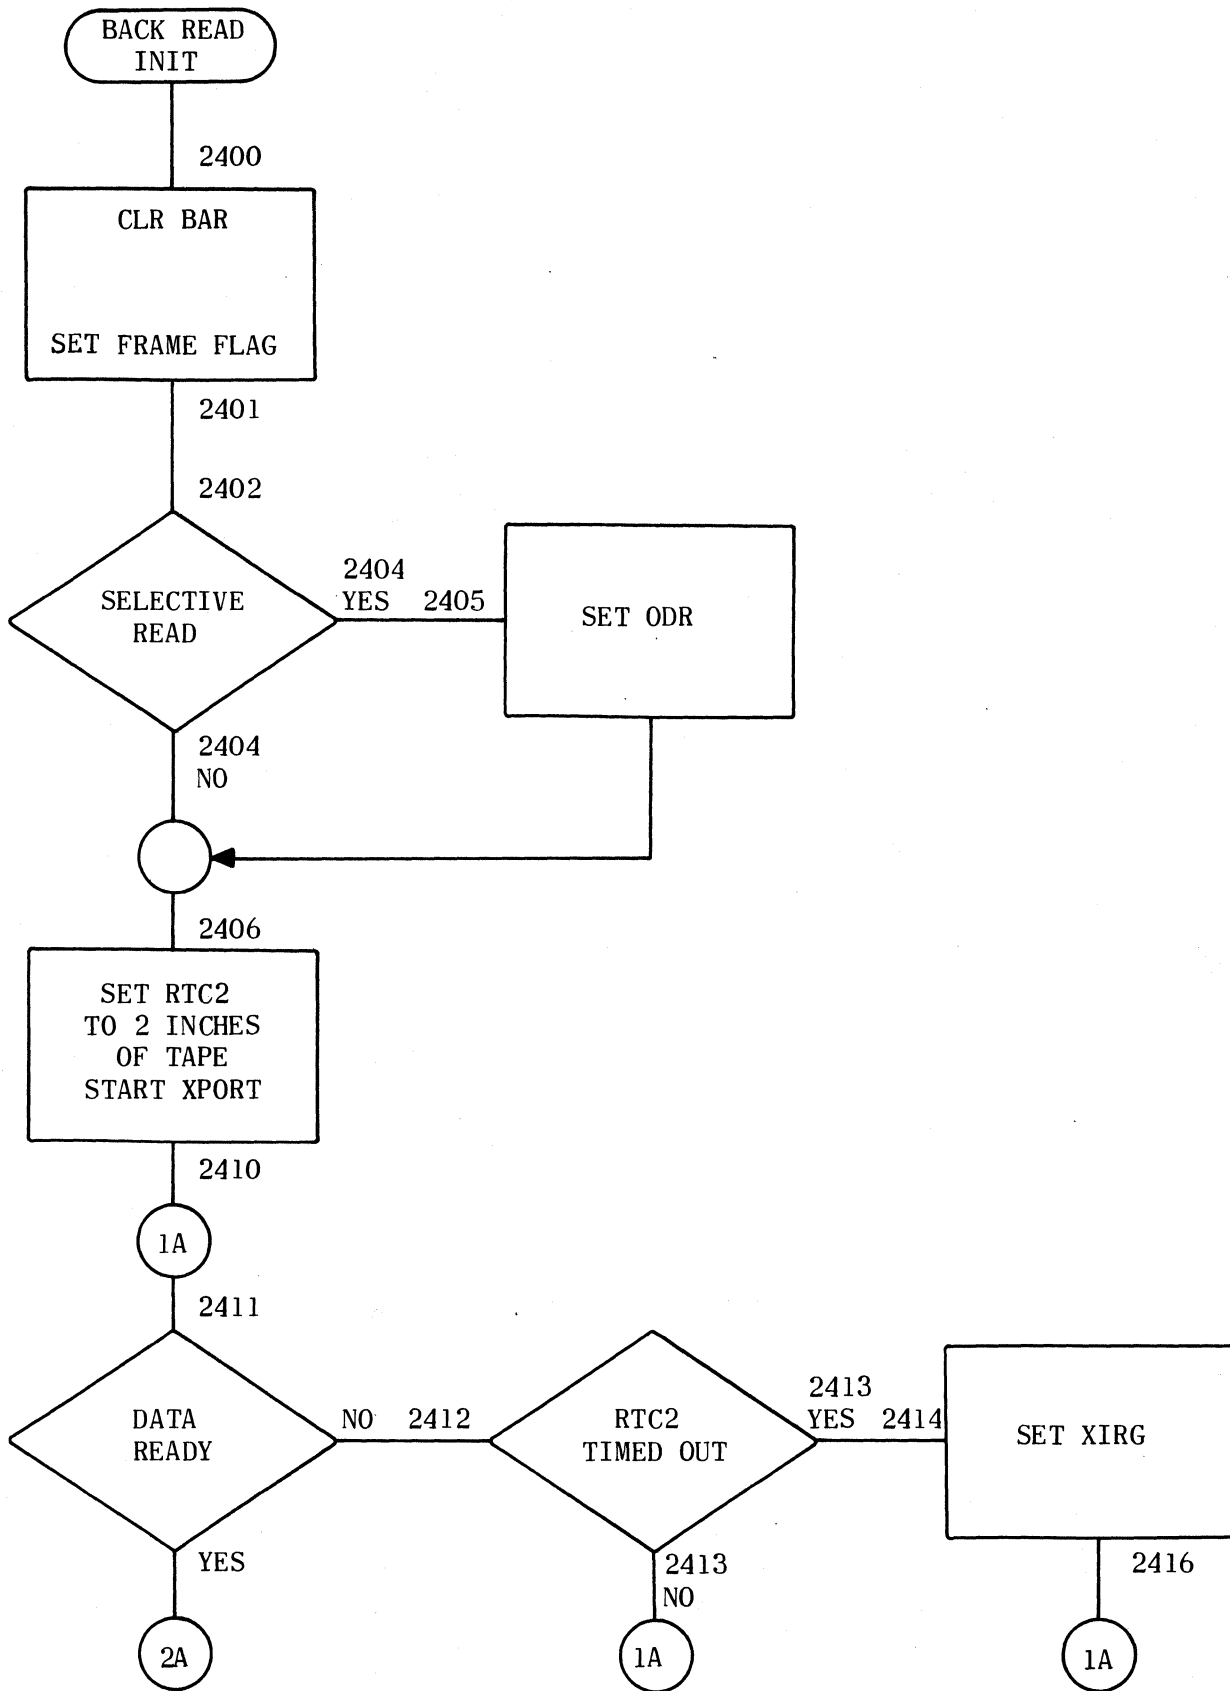 BACK READ
INIT
2400
CLR BAR
SET FRAME FLAG
2401
2402
SELECTIVE
READ
2404
YES 2405
SET ODR
2404
NO
2406
SET RTC2
TO 2 INCHES
OF TAPE
START XPORT
2410
1A
2411
DATA
READY
NO 2412
RTC2
TIMED OUT
2413
YES 2414
SET XIRG
YES
2413
NO
2416
2A
1A
1A